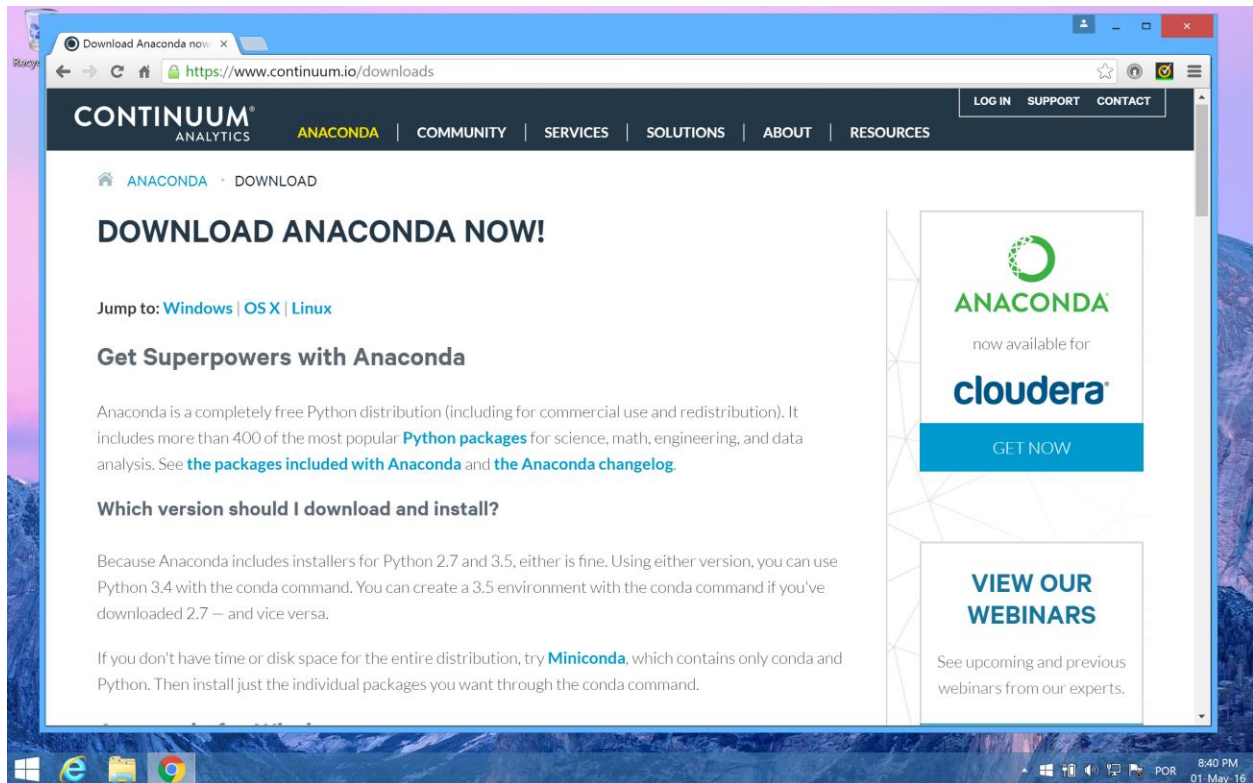 Download Anaconda now
https://www.continuum.io/downloads
LOG IN SUPPORT CONTACT
CONTINUUM®
ANALYTICS
ANACONDA | COMMUNITY | SERVICES | SOLUTIONS | ABOUT | RESOURCES
ANACONDA · DOWNLOAD
DOWNLOAD ANACONDA NOW!
Jump to: Windows | OS X | Linux
Get Superpowers with Anaconda
Anaconda is a completely free Python distribution (including for commercial use and redistribution). It
includes more than 400 of the most popular Python packages for science, math, engineering, and data
analysis. See the packages included with Anaconda and the Anaconda changelog.
Which version should I download and install?
Because Anaconda includes installers for Python 2.7 and 3.5, either is fine. Using either version, you can use
Python 3.4 with the conda command. You can create a 3.5 environment with the conda command if you've
downloaded 2.7 — and vice versa.
If you don't have time or disk space for the entire distribution, try Miniconda, which contains only conda and
Python. Then install just the individual packages you want through the conda command.
ANACONDA
now available for
cloudera
GET NOW
VIEW OUR
WEBINARS
See upcoming and previous
webinars from our experts.
POR
8:40 PM
01-May-16